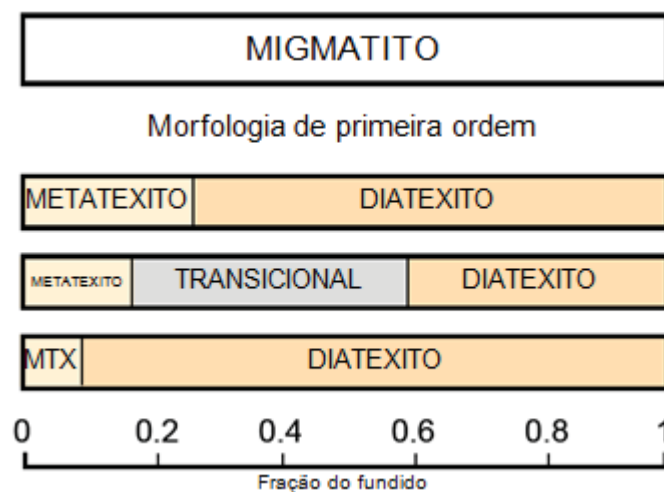 MIGMATITO
Morfologia de primeira ordem
METATEXITO DIATEXITO
METATEXITO TRANSICIONAL DIATEXITO
MTX DIATEXITO
0 0.2 0.4 0.6 0.8 1
Fração do fundido